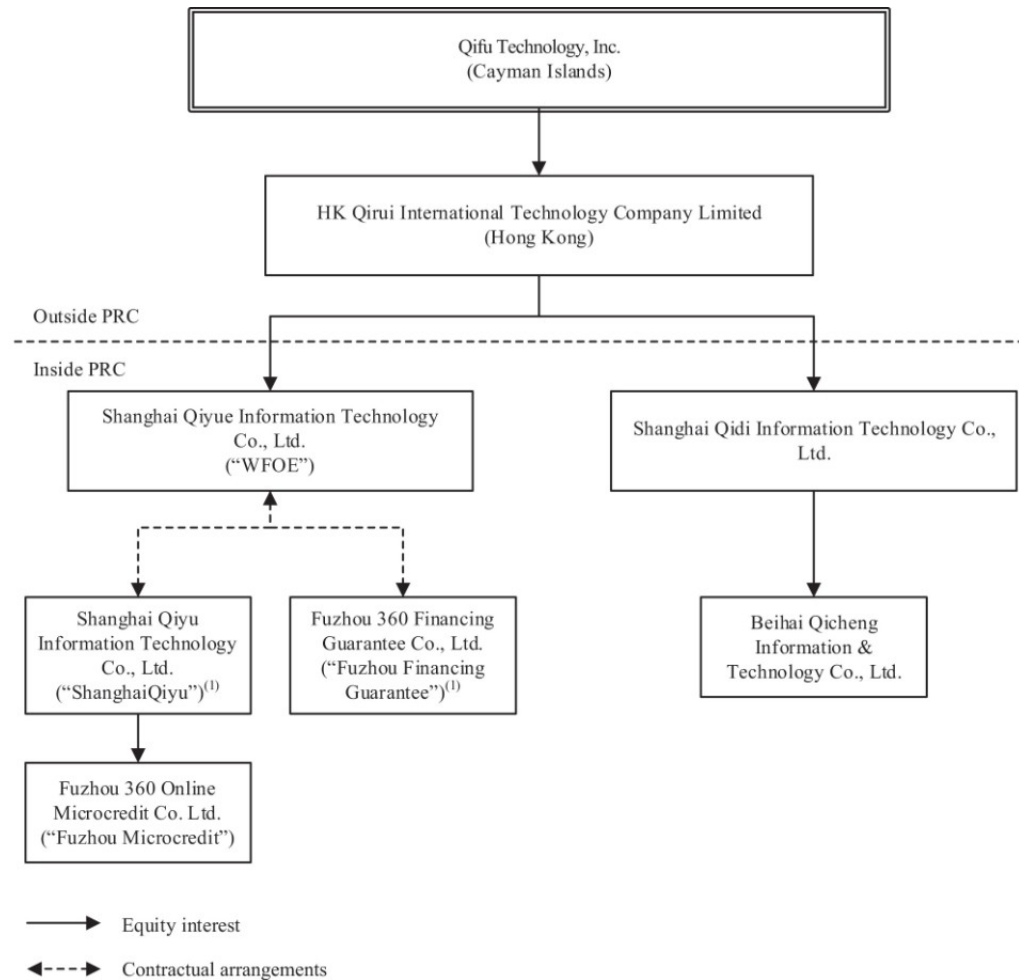 Qifu Technology, Inc.
(Cayman Islands)
HK Qirui International Technology Company Limited
(Hong Kong)
Outside PRC
Inside PRC
Shanghai Qiyue Information Technology
Co., Ltd.
(“WFOE”)
Shanghai Qidi Information Technology Co.,
Ltd.
Shanghai Qiyu
Information Technology
Co., Ltd.
(“ShanghaiQiyu”)(1)
Fuzhou 360 Financing
Guarantee Co., Ltd.
(“Fuzhou Financing
Guarantee”)(1)
Beihai Qicheng
Information &
Technology Co., Ltd.
Fuzhou 360 Online
Microcredit Co. Ltd.
(“Fuzhou Microcredit”)
Equity interest
Contractual arrangements